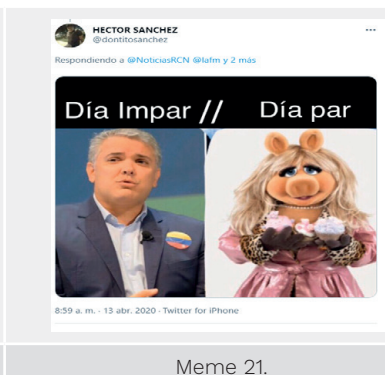 HECTOR SANCHEZ
@dontitosanchez
Respondiendo a @NoticiasRCN @lafm y 2 más
Día Impar // Día par
8:59 a. m. · 13 abr. 2020 · Twitter for iPhone
Meme 21.